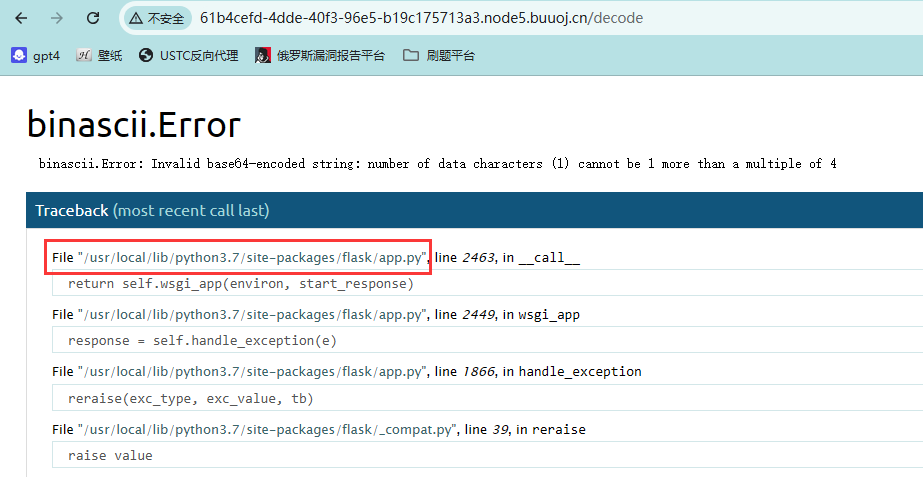 不安全 61b4cefd-4dde-40f3-96e5-b19c175713a3.node5.buuoj.cn/decode
gpt4 壁纸 USTC反向代理 俄罗斯漏洞报告平台 刷题平台
binascii.Error
binascii.Error: Invalid base64-encoded string: number of data characters (1) cannot be 1 more than a multiple of 4
Traceback (most recent call last)
File "/usr/local/lib/python3.7/site-packages/flask/app.py", line 2463, in __call__
return self.wsgi_app(environ, start_response)
File "/usr/local/lib/python3.7/site-packages/flask/app.py", line 2449, in wsgi_app
response = self.handle_exception(e)
File "/usr/local/lib/python3.7/site-packages/flask/app.py", line 1866, in handle_exception
reraise(exc_type, exc_value, tb)
File "/usr/local/lib/python3.7/site-packages/flask/_compat.py", line 39, in reraise
raise value